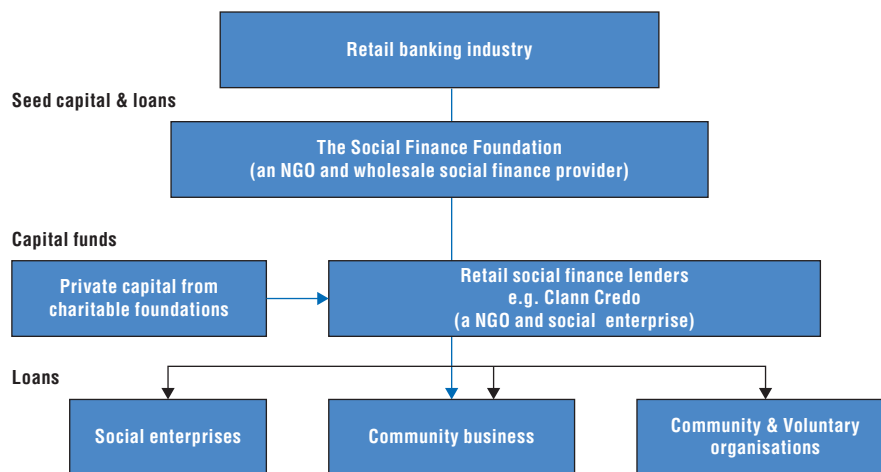 Retail banking industry
Seed capital & loans
The Social Finance Foundation
(an NGO and wholesale social finance provider)
Capital funds
Private capital from
charitable foundations
Retail social finance lenders
e.g. Clann Credo
(a NGO and social enterprise)
Loans
Social enterprises
Community business
Community & Voluntary
organisations